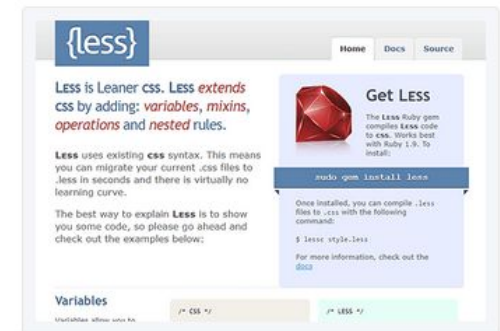 {less}
Home Docs Source
LESS is Leaner CSS. LESS extends
CSS by adding: variables, mixins,
operations and nested rules.
LESS uses existing CSS syntax. This means
you can migrate your current .css files to
.less in seconds and there is virtually no
learning curve.
The best way to explain LESS is to show
you some code, so please go ahead and
check out the examples below:
Get LESS
The LESS Ruby gem
compiles LESS code
to CSS. Works best
with Ruby 1.9. To
install:
sudo gem install less
Once installed, you can compile .less
files to .css with the following
command:
$ lessc style.less
For more information, check out the
docs
Variables
Variables allow you to
/* CSS */
/* LESS */